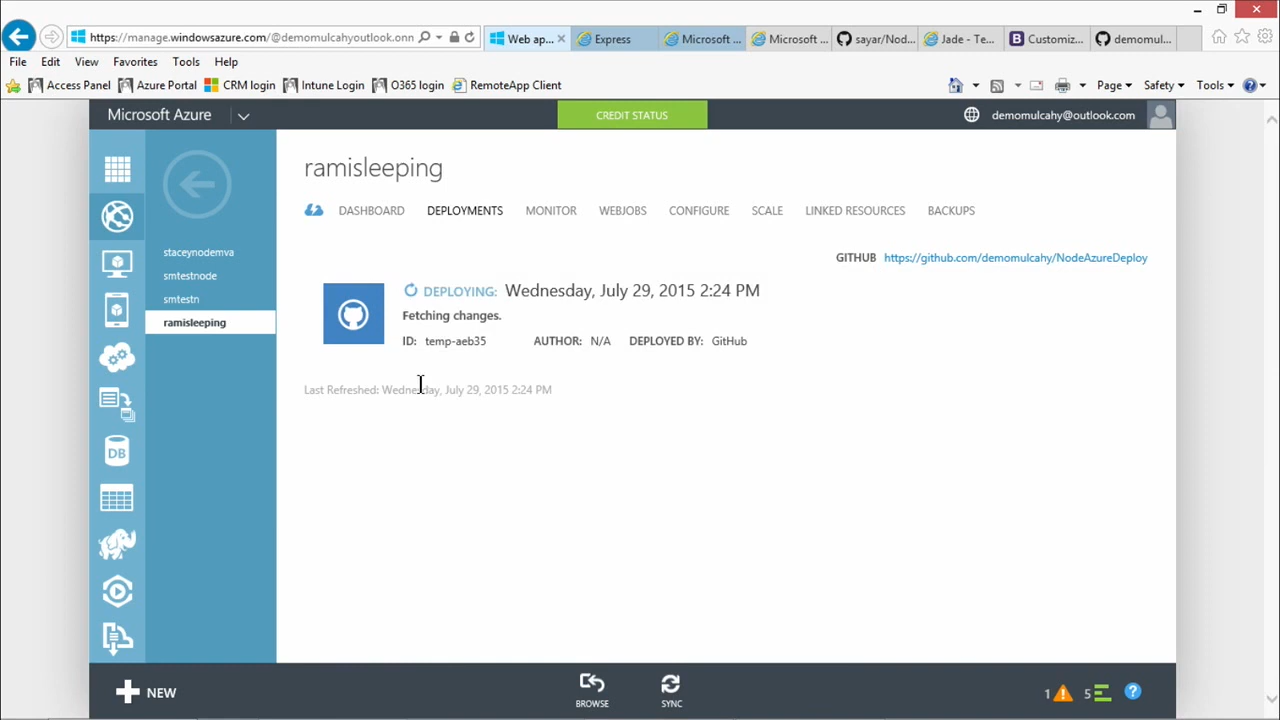 https://manage.windowsazure.com/@demomulcahyoutlook.onn
Web ap...
Express
Microsoft ...
Microsoft ...
sayar/Nod...
Jade - Te...
Customiz...
demomul...
File Edit View Favorites Tools Help
Access Panel Azure Portal CRM login Intune Login O365 login RemoteApp Client
Page Safety Tools
Microsoft Azure
CREDIT STATUS
demomulcahy@outlook.com
staceynodemva
smtestnode
smtestn
ramisleeping
DB
ramisleeping
DASHBOARD DEPLOYMENTS MONITOR WEBJOBS CONFIGURE SCALE LINKED RESOURCES BACKUPS
GITHUB https://github.com/demomulcahy/NodeAzureDeploy
DEPLOYING: Wednesday, July 29, 2015 2:24 PM
Fetching changes.
ID: temp-aeb35 AUTHOR: N/A DEPLOYED BY: GitHub
Last Refreshed: Wednesday, July 29, 2015 2:24 PM
NEW
BROWSE
SYNC
1
5
?